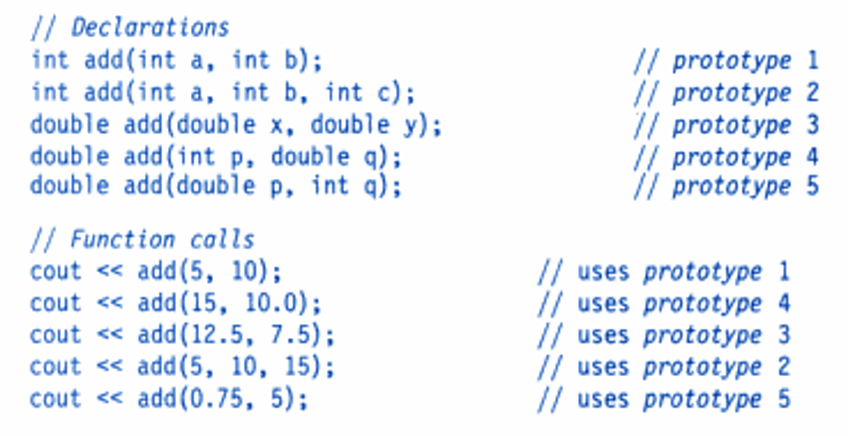 // Declarations
int add(int a, int b); // prototype 1
int add(int a, int b, int c); // prototype 2
double add(double x, double y); // prototype 3
double add(int p, double q); // prototype 4
double add(double p, int q); // prototype 5
// Function calls
cout << add(5, 10); // uses prototype 1
cout << add(15, 10.0); // uses prototype 4
cout << add(12.5, 7.5); // uses prototype 3
cout << add(5, 10, 15); // uses prototype 2
cout << add(0.75, 5); // uses prototype 5